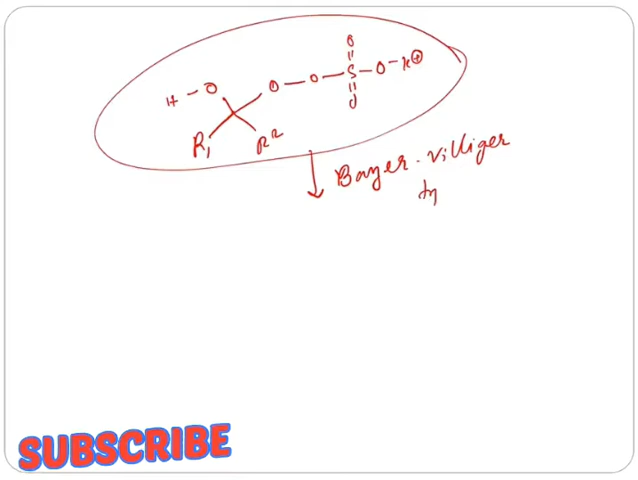 O
||
H - O O - O - S - O - K⊕
||
O
R1 R2
Bayer-villiger
SUBSCRIBE